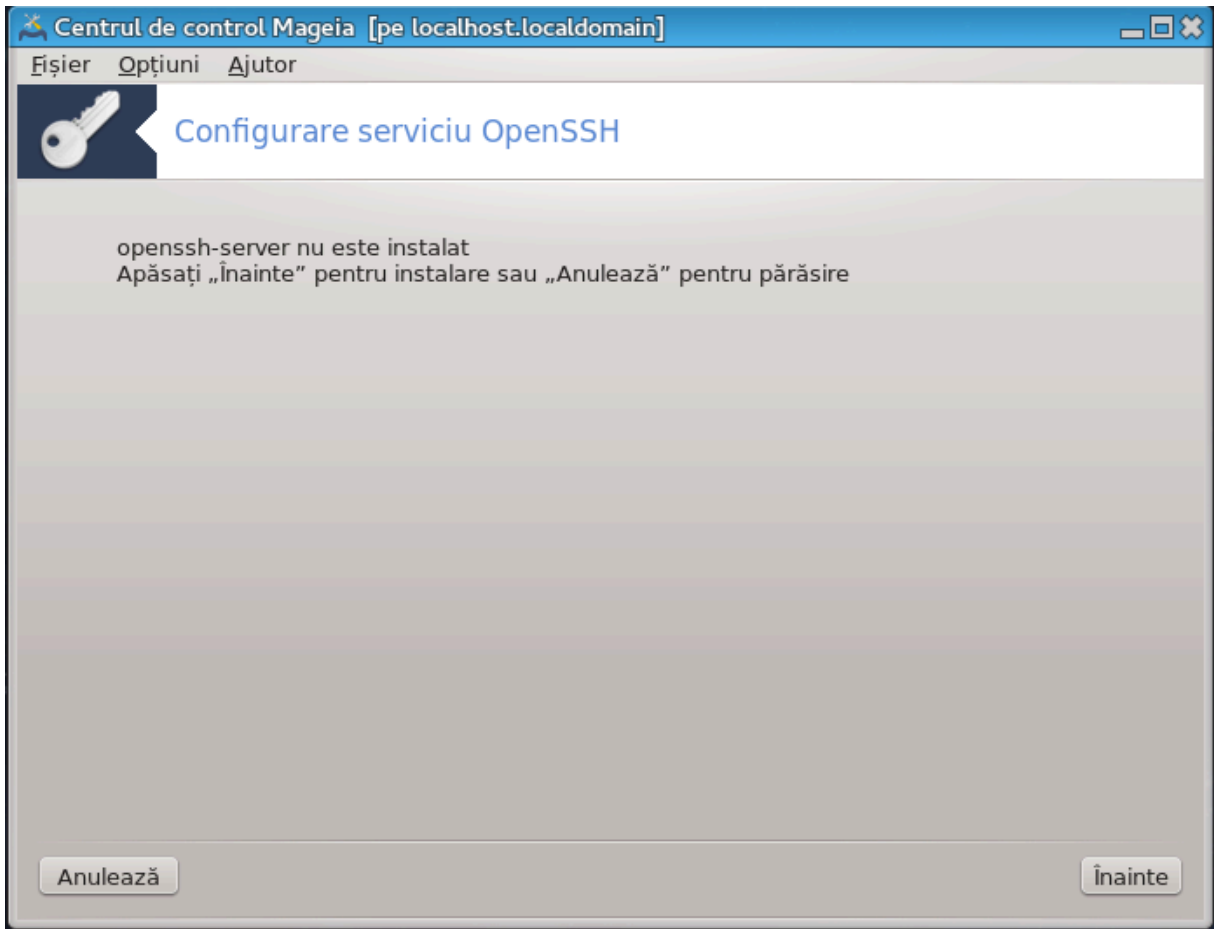 Centrul de control Mageia [pe localhost.localdomain]
Fișier Opțiuni Ajutor
Configurare serviciu OpenSSH
openssh-server nu este instalat
Apăsați „Înainte” pentru instalare sau „Anulează” pentru părăsire
Anulează Înainte